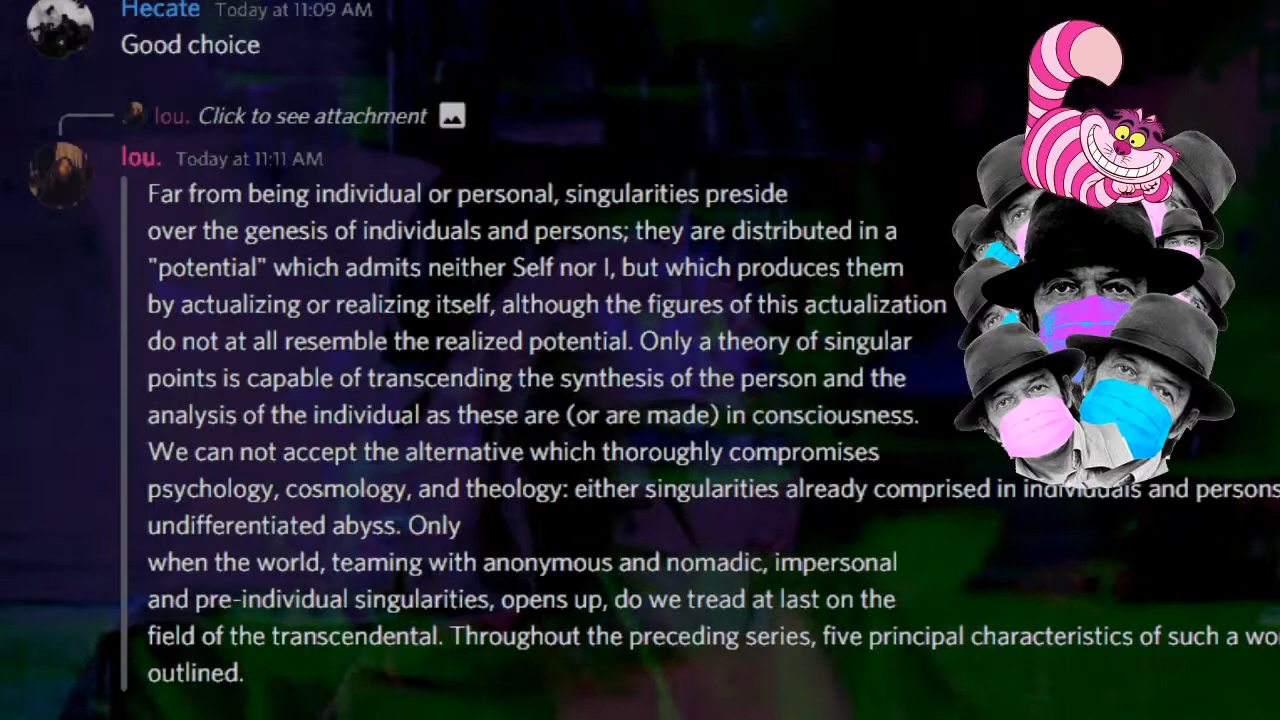 Hecate Today at 11:09 AM
Good choice
lou. Click to see attachment
lou. Today at 11:11 AM
Far from being individual or personal, singularities preside
over the genesis of individuals and persons; they are distributed in a
"potential" which admits neither Self nor I, but which produces them
by actualizing or realizing itself, although the figures of this actualization
do not at all resemble the realized potential. Only a theory of singular
points is capable of transcending the synthesis of the person and the
analysis of the individual as these are (or are made) in consciousness.
We can not accept the alternative which thoroughly compromises
psychology, cosmology, and theology: either singularities already comprised in individuals and persons
undifferentiated abyss. Only
when the world, teaming with anonymous and nomadic, impersonal
and pre-individual singularities, opens up, do we tread at last on the
field of the transcendental. Throughout the preceding series, five principal characteristics of such a wo
outlined.